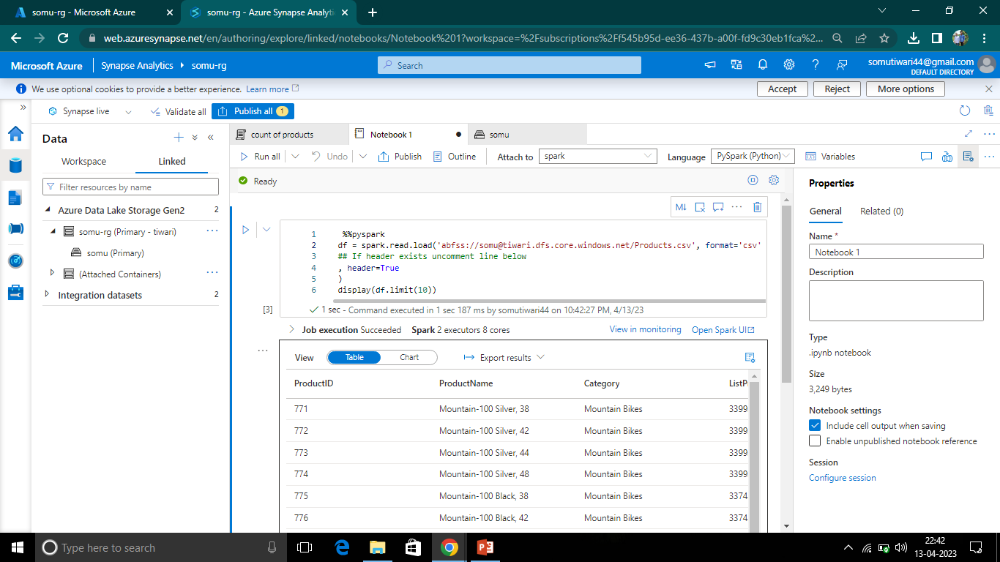 somu-rg - Microsoft Azure
somu-rg - Azure Synapse Analyti
web.azuresynapse.net/en/authoring/explore/linked/notebooks/Notebook%201?workspace=%2Fsubscriptions%2Ff545b95d-ee36-437b-a00f-fd9c30eb1fca%2...
Microsoft Azure
Synapse Analytics
somu-rg
Search
somutiwari44@gmail.com
DEFAULT DIRECTORY
We use optional cookies to provide a better experience. Learn more
Accept
Reject
More options
Synapse live
Validate all
Publish all 1
Data
Workspace
Linked
Filter resources by name
Azure Data Lake Storage Gen2 2
somu-rg (Primary - tiwari)
somu (Primary)
(Attached Containers)
Integration datasets 2
count of products
Notebook 1
somu
Run all
Undo
Publish
Outline
Attach to
spark
Language
PySpark (Python)
Variables
Ready
M↓
1 %%pyspark
2 df = spark.read.load('abfss://somu@tiwari.dfs.core.windows.net/Products.csv', format='csv'
3 ## If header exists uncomment line below
4 , header=True
5 )
6 display(df.limit(10))
[3]
1 sec - Command executed in 1 sec 187 ms by somutiwari44 on 10:42:27 PM, 4/13/23
Job execution Succeeded Spark 2 executors 8 cores
View in monitoring
Open Spark UI
View
Table
Chart
Export results
ProductID ProductName Category ListP
771 Mountain-100 Silver, 38 Mountain Bikes 3399
772 Mountain-100 Silver, 42 Mountain Bikes 3399
773 Mountain-100 Silver, 44 Mountain Bikes 3399
774 Mountain-100 Silver, 48 Mountain Bikes 3399
775 Mountain-100 Black, 38 Mountain Bikes 3374
776 Mountain-100 Black, 42 Mountain Bikes 3374
Properties
General
Related (0)
Name *
Notebook 1
Description
Type
.ipynb notebook
Size
3,249 bytes
Notebook settings
Include cell output when saving
Enable unpublished notebook reference
Session
Configure session
Type here to search
22:42
13-04-2023